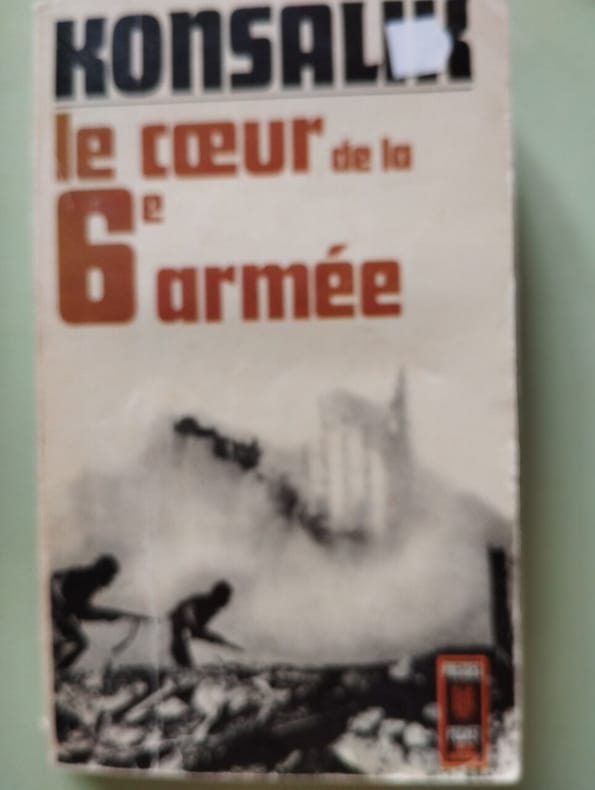 KONSALIK
le cœur de la
6e armée